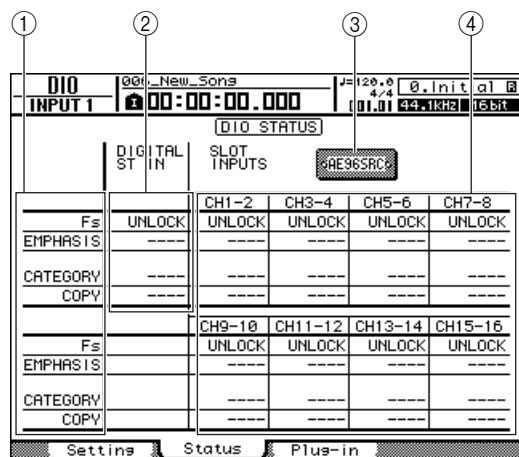 ① ② ③ ④
DIO 006_New_Song ♩=120.0 4/4 0.Init al
INPUT 1 00:00:00.000 001.01 44.1kHz 16bit
DIO STATUS
DIGITAL ST IN SLOT INPUTS AE96SRC
CH1-2 CH3-4 CH5-6 CH7-8
Fs UNLOCK UNLOCK UNLOCK UNLOCK UNLOCK
EMPHASIS ---- ---- ---- ---- ----
CATEGORY ---- ---- ---- ---- ----
COPY ---- ---- ---- ---- ----
CH9-10 CH11-12 CH13-14 CH15-16
Fs UNLOCK UNLOCK UNLOCK UNLOCK
EMPHASIS ---- ---- ---- ----
CATEGORY ---- ---- ---- ----
COPY ---- ---- ---- ----
Setting Status Plug-in